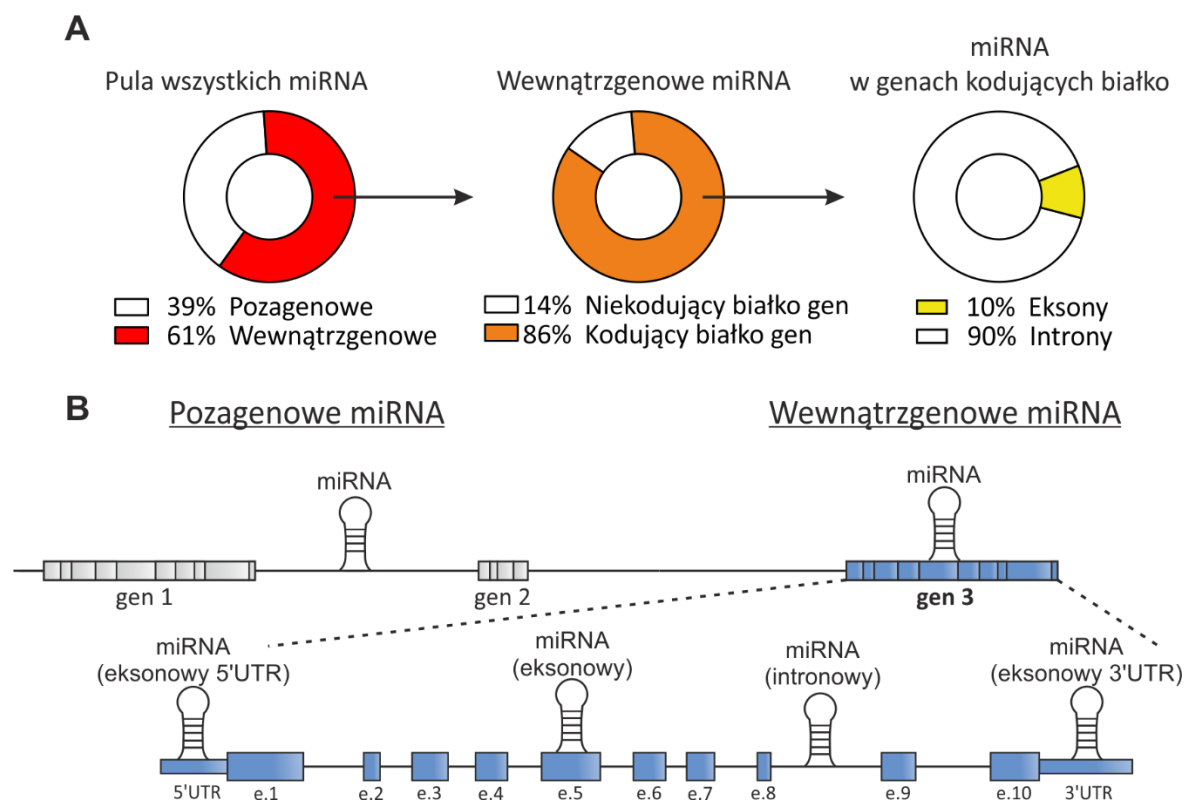 A
Pula wszystkich miRNA
Wewnątrzgenowe miRNA
miRNA
w genach kodujących białko
39% Pozagenowe
61% Wewnątrzgenowe
14% Niekodujący białko gen
86% Kodujący białko gen
10% Eksony
90% Introny
B
Pozagenowe miRNA
Wewnątrzgenowe miRNA
miRNA
miRNA
gen 1
gen 2
gen 3
miRNA
(eksonowy 5'UTR)
miRNA
(eksonowy)
miRNA
(intronowy)
miRNA
(eksonowy 3'UTR)
5'UTR
e.1
e.2
e.3
e.4
e.5
e.6
e.7
e.8
e.9
e.10
3'UTR